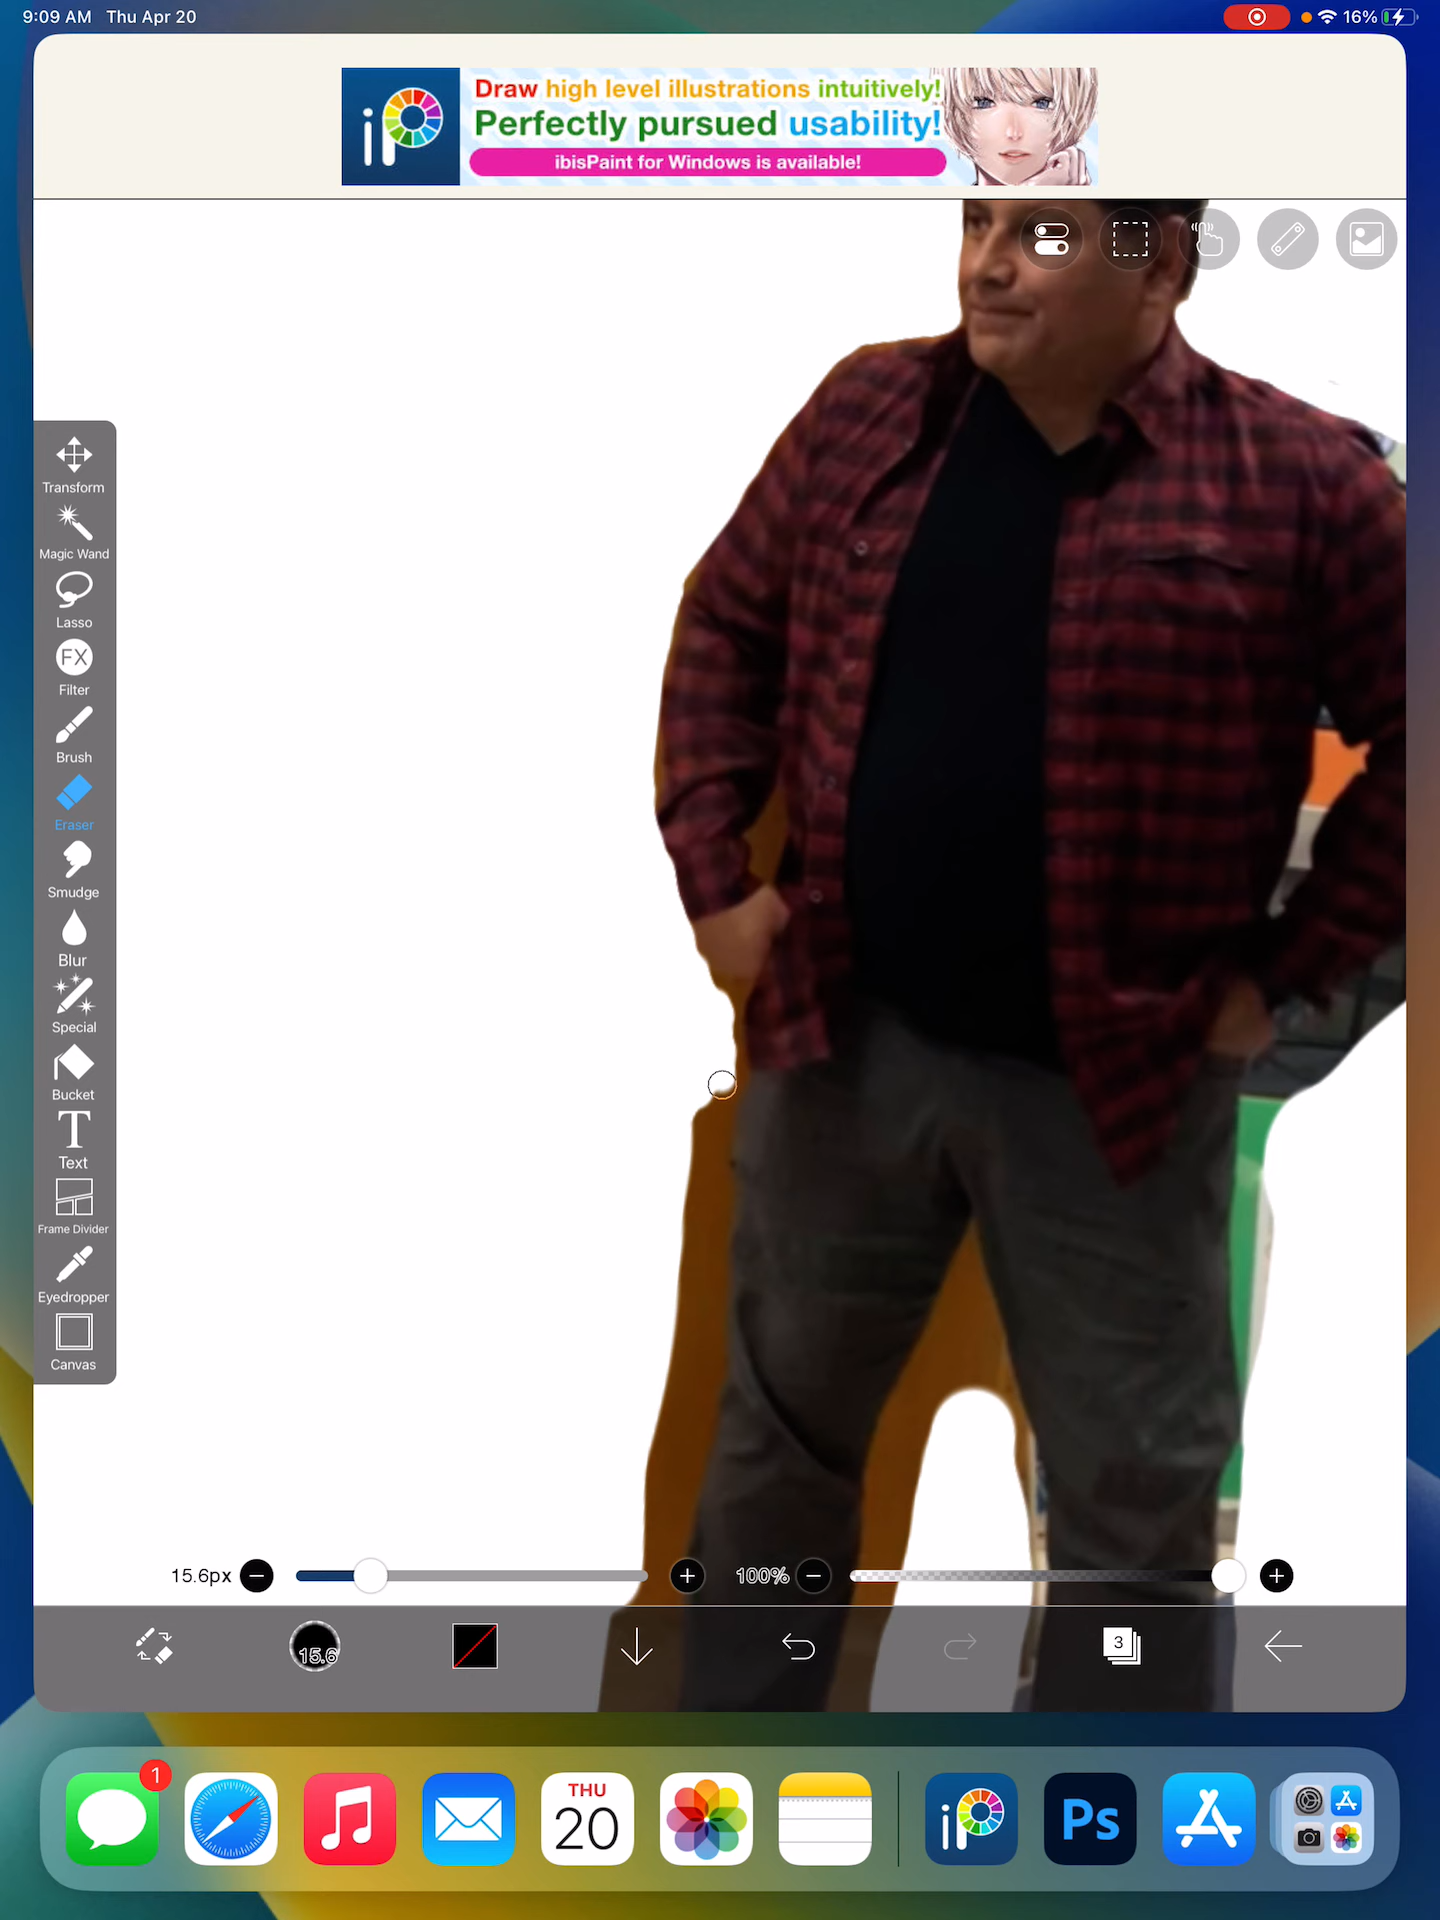 9:09 AM Thu Apr 20
16%
iP
Draw high level illustrations intuitively!
Perfectly pursued usability!
ibisPaint for Windows is available!
Transform
Magic Wand
Lasso
FX
Filter
Brush
Eraser
Smudge
Blur
Special
Bucket
T
Text
Frame Divider
Eyedropper
Canvas
15.6px
100%
15.6
3
1
THU
20
iP
Ps